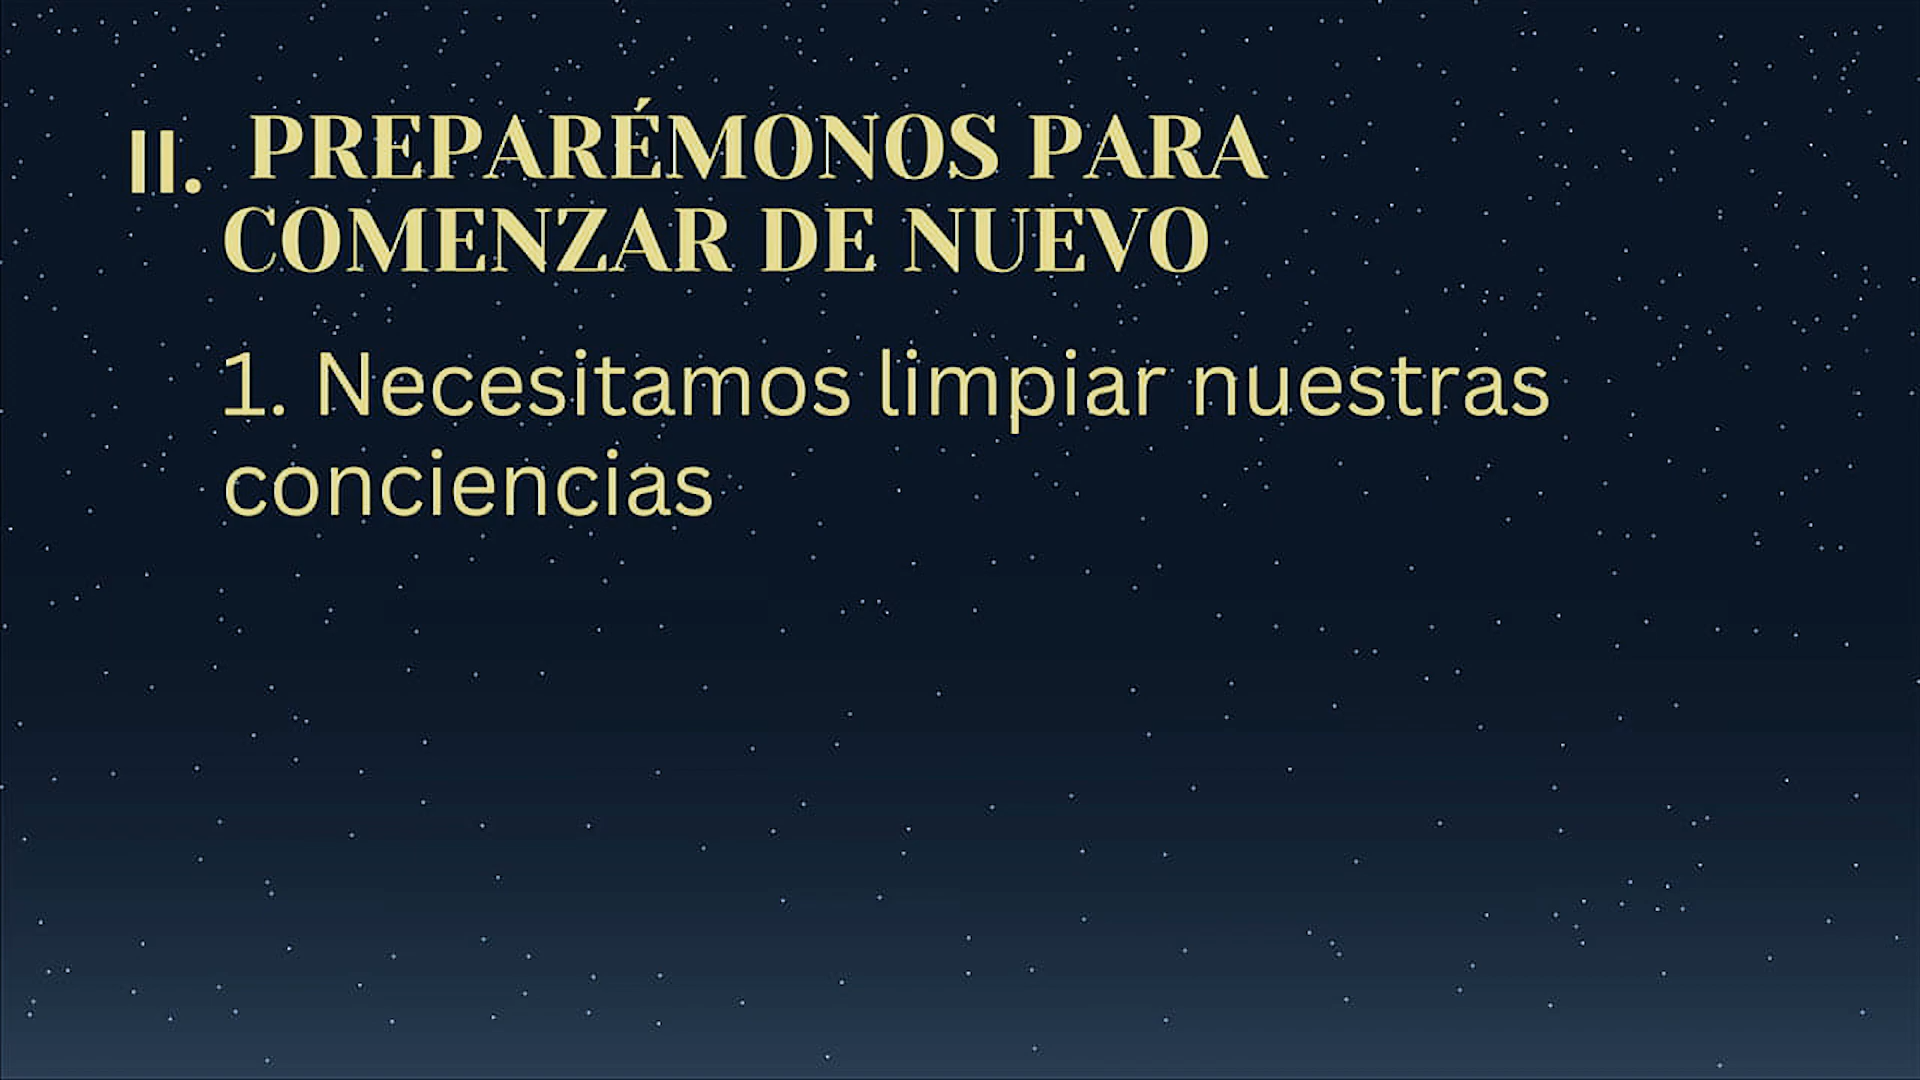 II. PREPARÉMONOS PARA
COMENZAR DE NUEVO
1. Necesitamos limpiar nuestras
conciencias